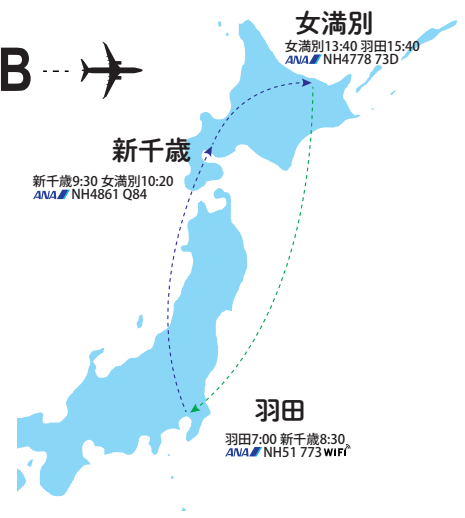 B
女満別
女満別13:40 羽田15:40
ANA NH4778 73D
新千歳
新千歳9:30 女満別10:20
ANA NH4861 Q84
羽田
羽田7:00 新千歳8:30
ANA NH51 773 WiFi